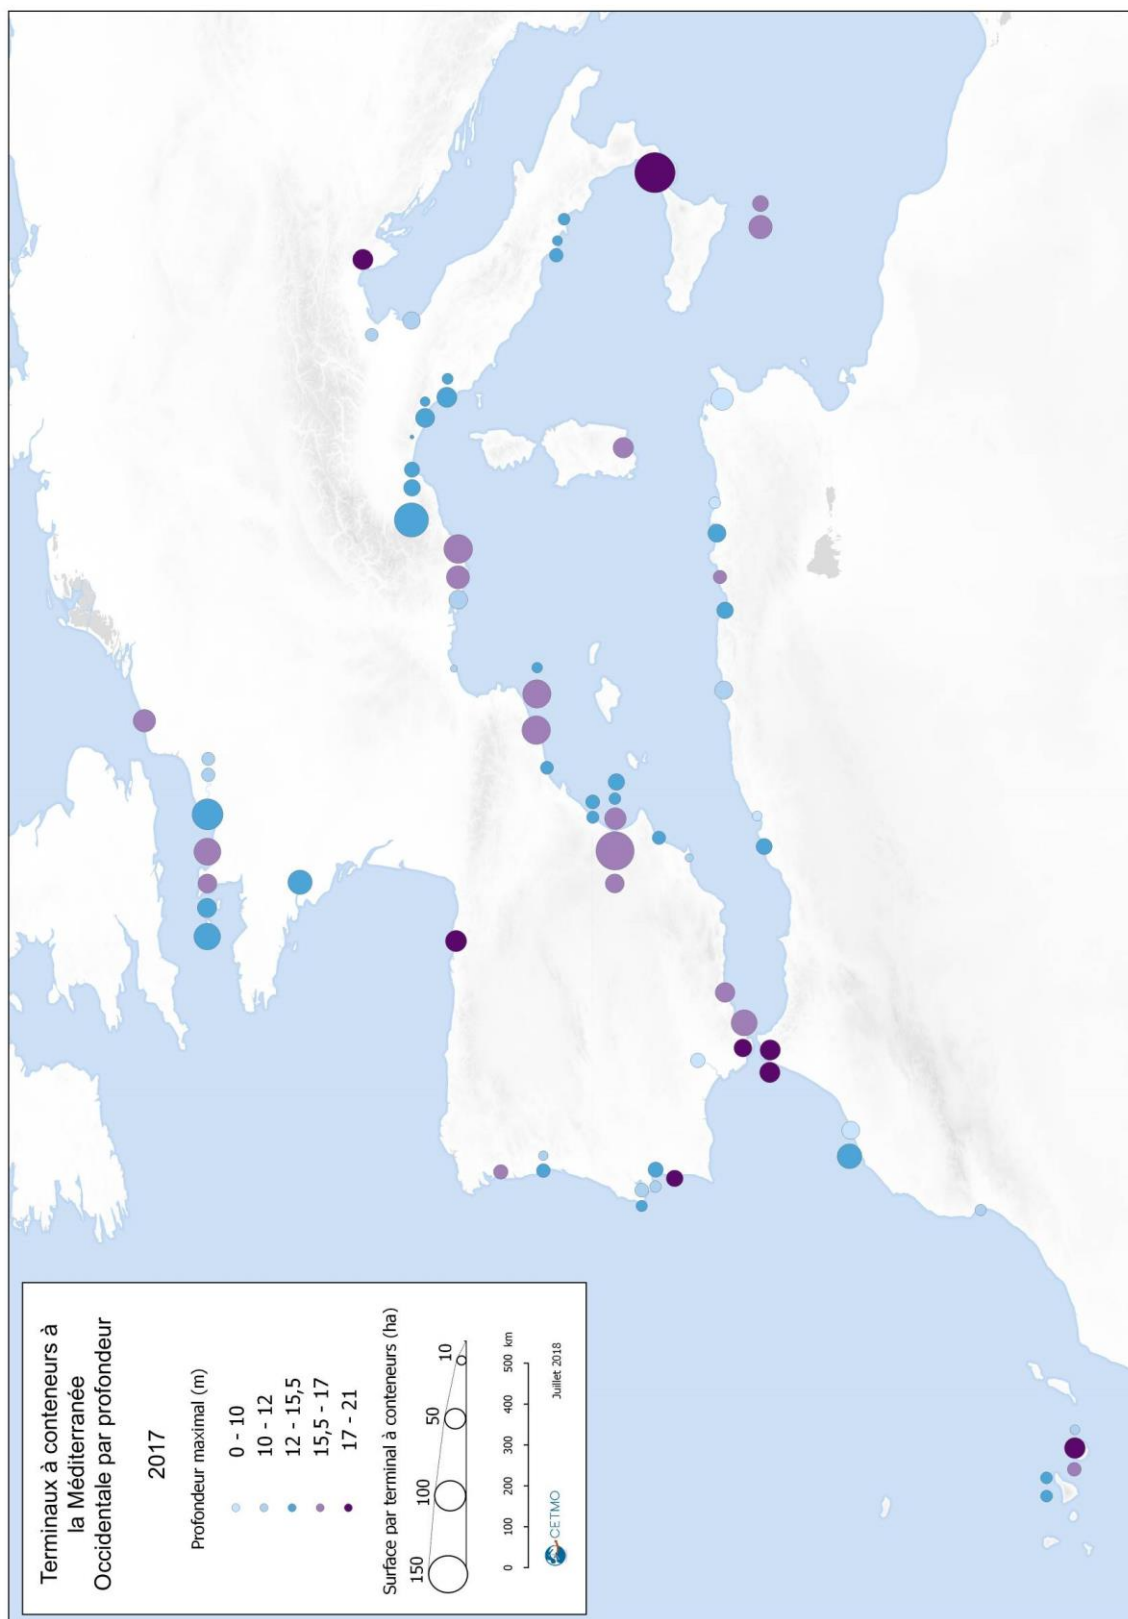 Terminaux à conteneurs à
la Méditerranée
Occidentale par profondeur
2017
Profondeur maximal (m)
0 - 10
10 - 12
12 - 15,5
15,5 - 17
17 - 21
Surface par terminal à conteneurs (ha)
150 100 50 10
0 100 200 300 400 500 km
CETMO
Juillet 2018